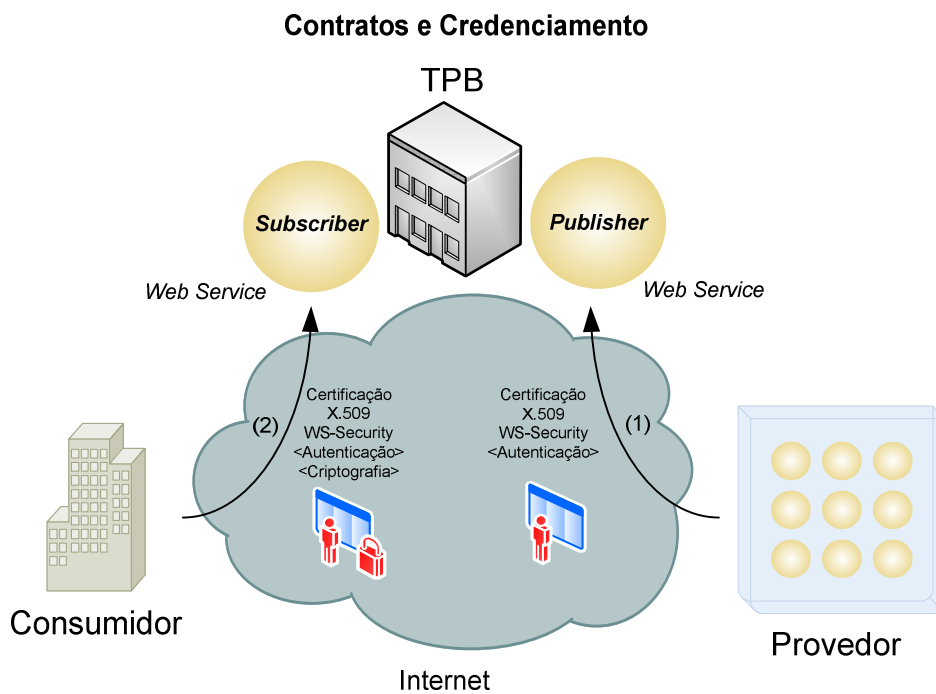 Contratos e Credenciamento
TPB
Subscriber
Publisher
Web Service
Web Service
Certificação
X.509
WS-Security
<Autenticação>
<Criptografia>
(2)
Certificação
X.509
WS-Security
<Autenticação>
(1)
Consumidor
Provedor
Internet